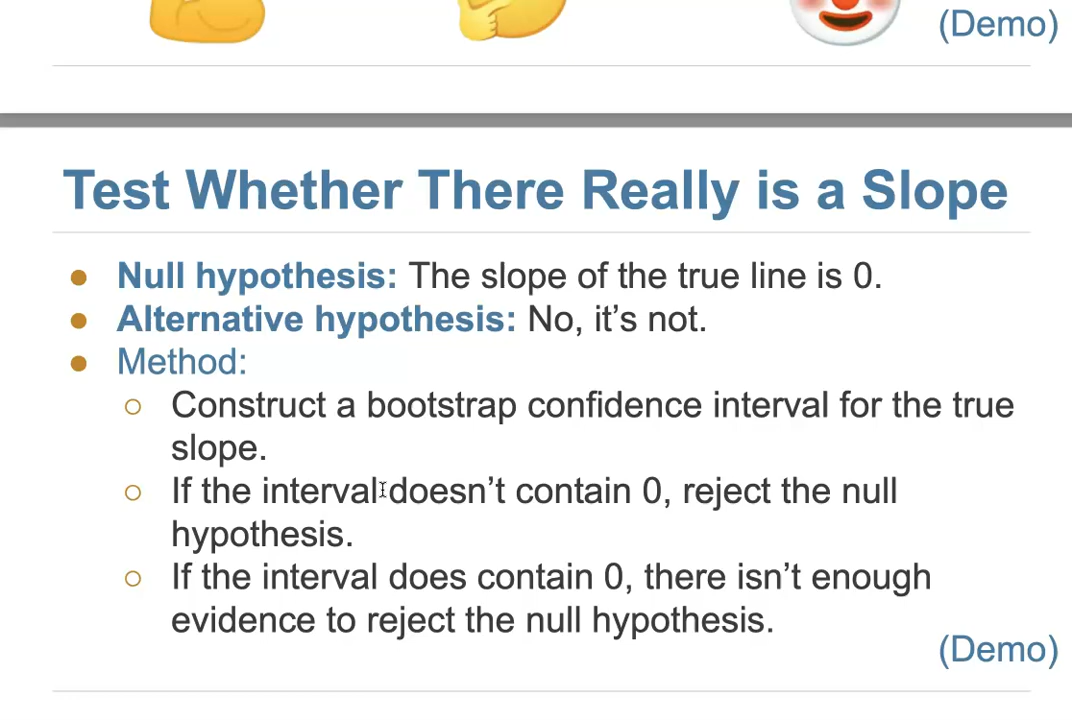 (Demo)
Test Whether There Really is a Slope
● Null hypothesis: The slope of the true line is 0.
● Alternative hypothesis: No, it’s not.
● Method:
○ Construct a bootstrap confidence interval for the true
slope.
○ If the interval doesn’t contain 0, reject the null
hypothesis.
○ If the interval does contain 0, there isn’t enough
evidence to reject the null hypothesis.
(Demo)